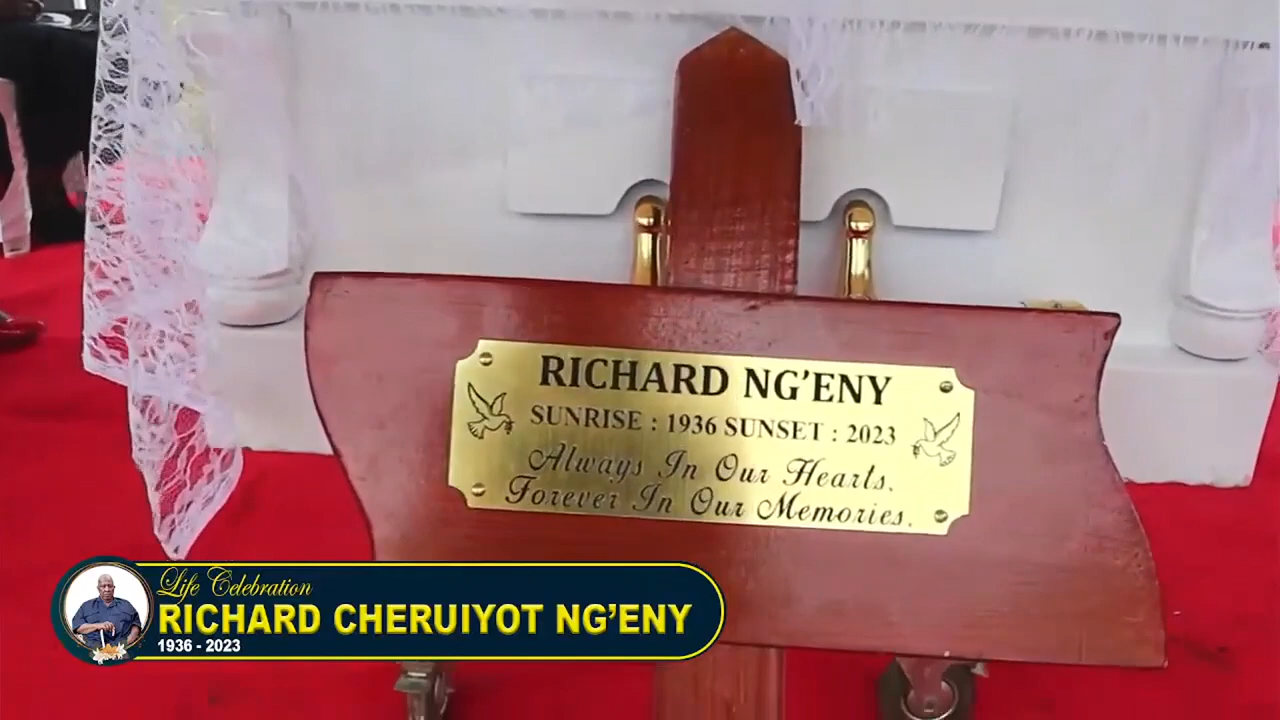 RICHARD NG'ENY
SUNRISE : 1936 SUNSET : 2023
Always In Our Hearts.
Forever In Our Memories.
Life Celebration
RICHARD CHERUIYOT NG'ENY
1936 - 2023